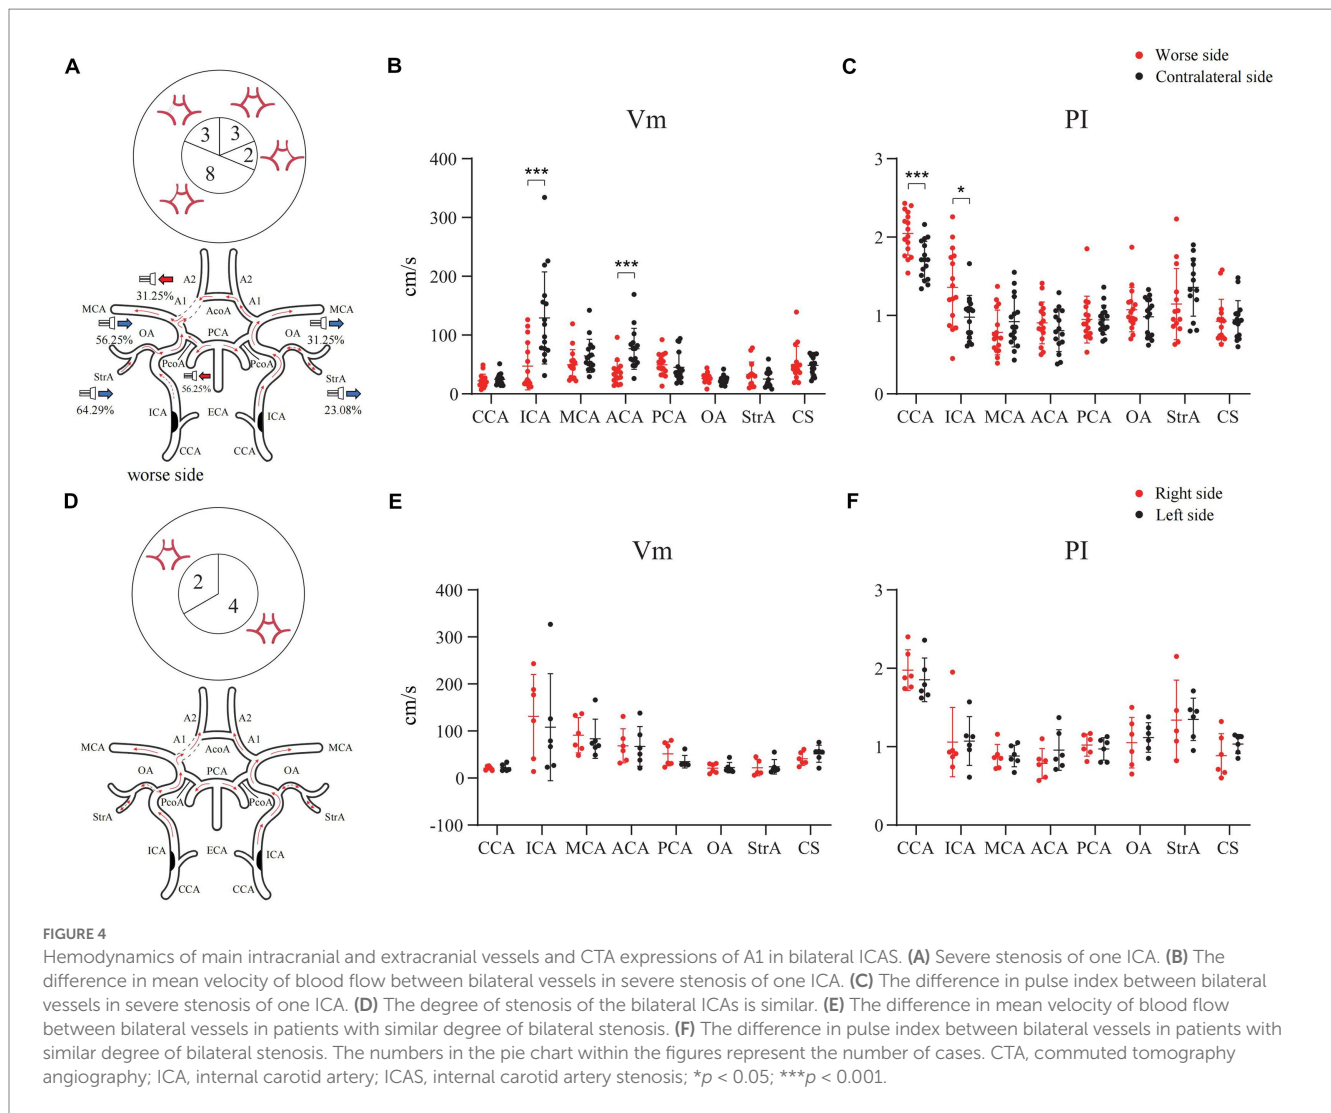 Worse side
Contralateral side
A
B
C
Vm
PI
3
3
2
8
400
300
200
100
0
cm/s
***
***
CCA
ICA
MCA
ACA
PCA
OA
StrA
CS
3
2
1
0
***
*
CCA
ICA
MCA
ACA
PCA
OA
StrA
CS
A2
A2
31.25%
A1
A1
MCA
MCA
AcoA
56.25%
OA
PCA
OA
31.25%
PcoA
PcoA
StrA
56.25%
StrA
64.29%
ICA
ECA
ICA
23.08%
CCA
CCA
worse side
D
E
F
Right side
Left side
Vm
PI
2
4
400
300
200
100
0
-100
cm/s
CCA
ICA
MCA
ACA
PCA
OA
StrA
CS
3
2
1
0
CCA
ICA
MCA
ACA
PCA
OA
StrA
CS
A2
A2
A1
A1
MCA
MCA
AcoA
OA
PCA
OA
PcoA
PcoA
StrA
StrA
ICA
ECA
ICA
CCA
CCA
FIGURE 4
Hemodynamics of main intracranial and extracranial vessels and CTA expressions of A1 in bilateral ICAS. (A) Severe stenosis of one ICA. (B) The
difference in mean velocity of blood flow between bilateral vessels in severe stenosis of one ICA. (C) The difference in pulse index between bilateral
vessels in severe stenosis of one ICA. (D) The degree of stenosis of the bilateral ICAs is similar. (E) The difference in mean velocity of blood flow
between bilateral vessels in patients with similar degree of bilateral stenosis. (F) The difference in pulse index between bilateral vessels in patients with
similar degree of bilateral stenosis. The numbers in the pie chart within the figures represent the number of cases. CTA, commuted tomography
angiography; ICA, internal carotid artery; ICAS, internal carotid artery stenosis; *p < 0.05; ***p < 0.001.